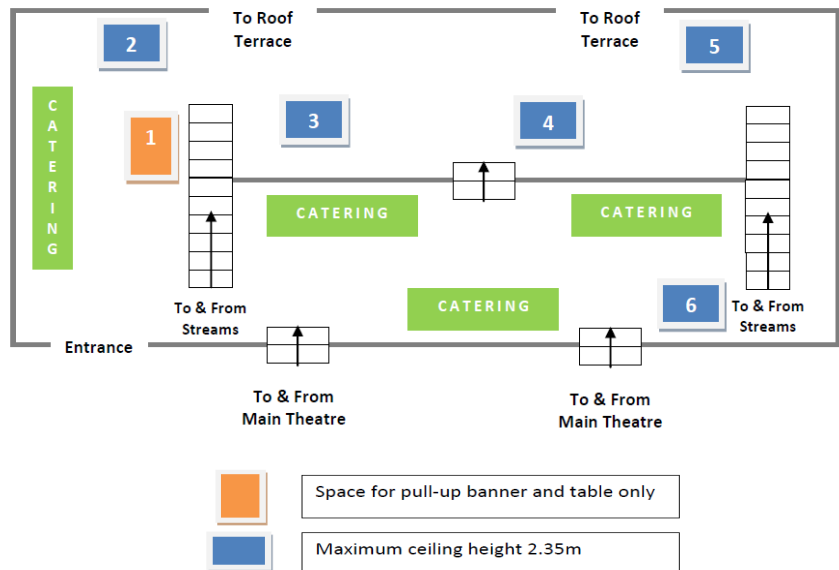 To Roof
Terrace
To Roof
Terrace
2
5
CATERING
1
3
4
CATERING
CATERING
CATERING
6
To & From
Streams
To & From
Streams
Entrance
To & From
Main Theatre
To & From
Main Theatre
Space for pull-up banner and table only
Maximum ceiling height 2.35m